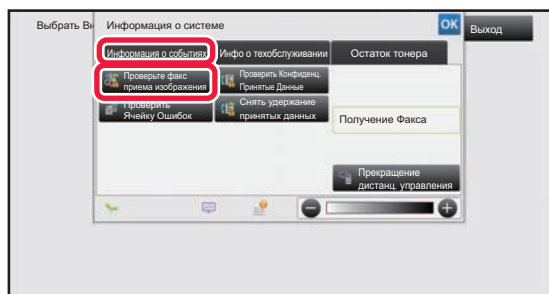 Выбрать Вн
Информация о системе
OK
Выход
Информация о событиях
Инфо о техобслуживании
Остаток тонера
Проверьте факс
приема изображения
Проверить Конфиденц.
Принятые Данные
Проверить
Ячейку Ошибок
Снять удержание
принятых данных
Получение Факса
Прекращение
дистанц. управления